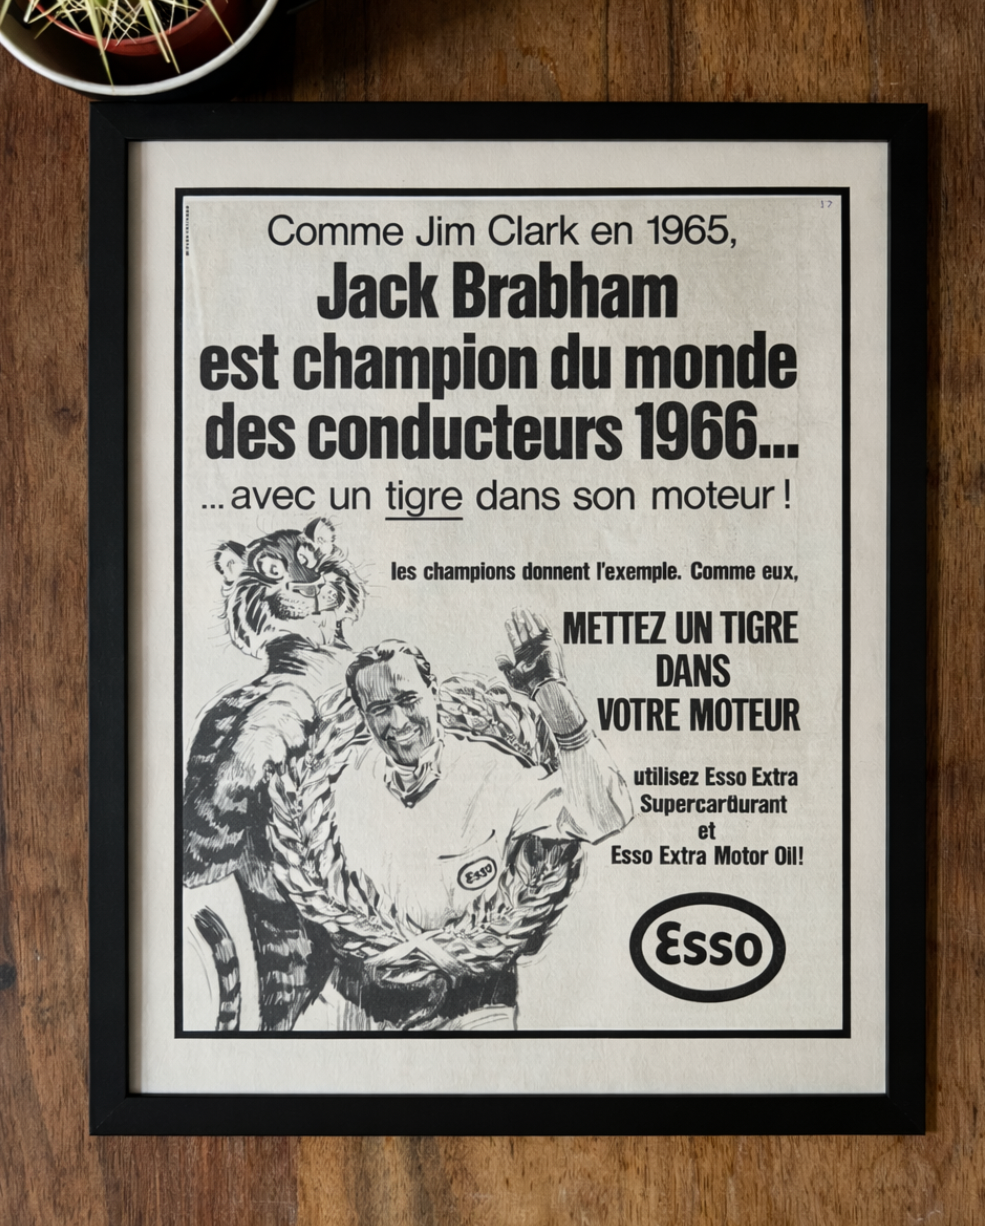 17
Comme Jim Clark en 1965,
Jack Brabham
est champion du monde
des conducteurs 1966...
...avec un tigre dans son moteur !
les champions donnent l'exemple. Comme eux,
METTEZ UN TIGRE
DANS
VOTRE MOTEUR
utilisez Esso Extra
Supercarburant
et
Esso Extra Motor Oil!
Esso
Esso